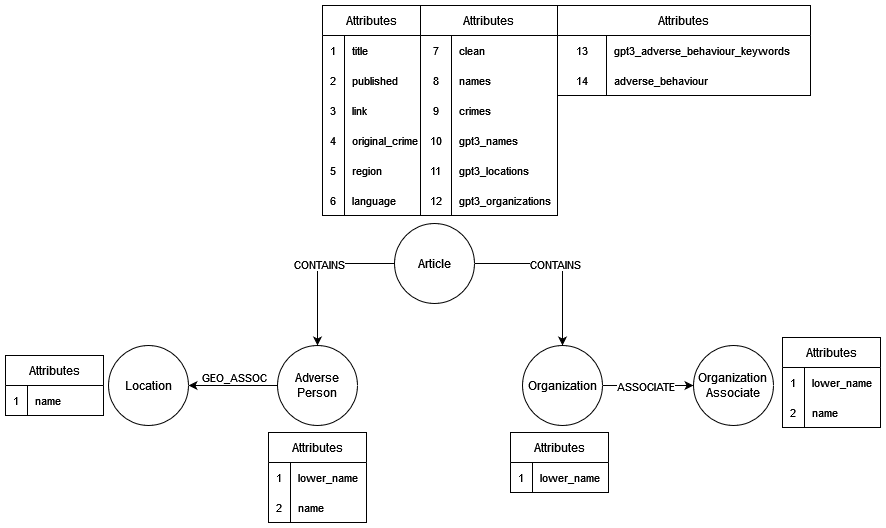 Attributes Attributes Attributes
1 title 7 clean 13 gpt3_adverse_behaviour_keywords
2 published 8 names 14 adverse_behaviour
3 link 9 crimes
4 original_crime 10 gpt3_names
5 region 11 gpt3_locations
6 language 12 gpt3_organizations
CONTAINS Article CONTAINS
Attributes
1 name
Location
GEO_ASSOC
Adverse
Person
Organization
ASSOCIATE
Organization
Associate
Attributes
1 lower_name
2 name
Attributes
1 lower_name
2 name
Attributes
1 lower_name